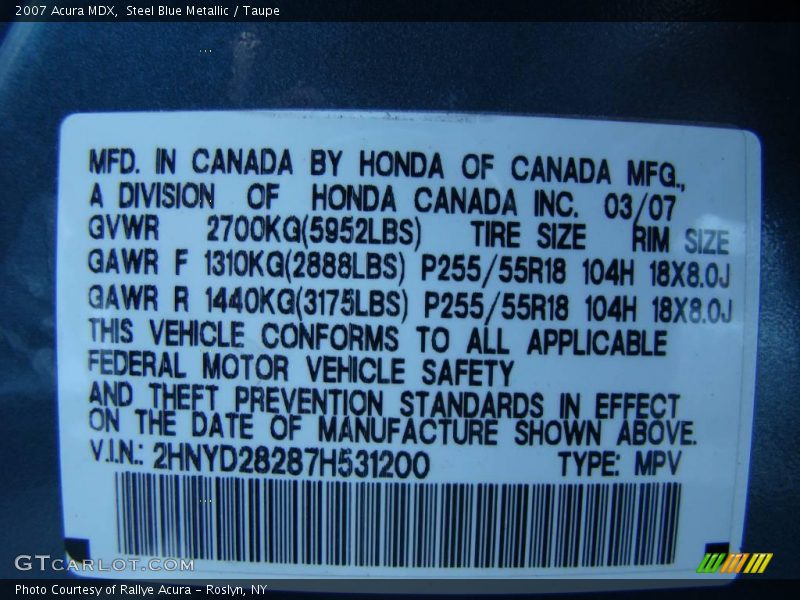 2007 Acura MDX,  Steel Blue Metallic / Taupe
MFD. IN CANADA BY HONDA OF CANADA MFG.,
A DIVISION OF HONDA CANADA INC. 03/07
GVWR 2700KG(5952LBS) TIRE SIZE RIM SIZE
GAWR F 1310KG(2888LBS) P255/55R18 104H 18X8.0J
GAWR R 1440KG(3175LBS) P255/55R18 104H 18X8.0J
THIS VEHICLE CONFORMS TO ALL APPLICABLE
FEDERAL MOTOR VEHICLE SAFETY
AND THEFT PREVENTION STANDARDS IN EFFECT
ON THE DATE OF MANUFACTURE SHOWN ABOVE.
V.I.N.: 2HNYD28287H531200 TYPE: MPV
GTCARLOT.COM
Photo Courtesy of Rallye Acura - Roslyn, NY